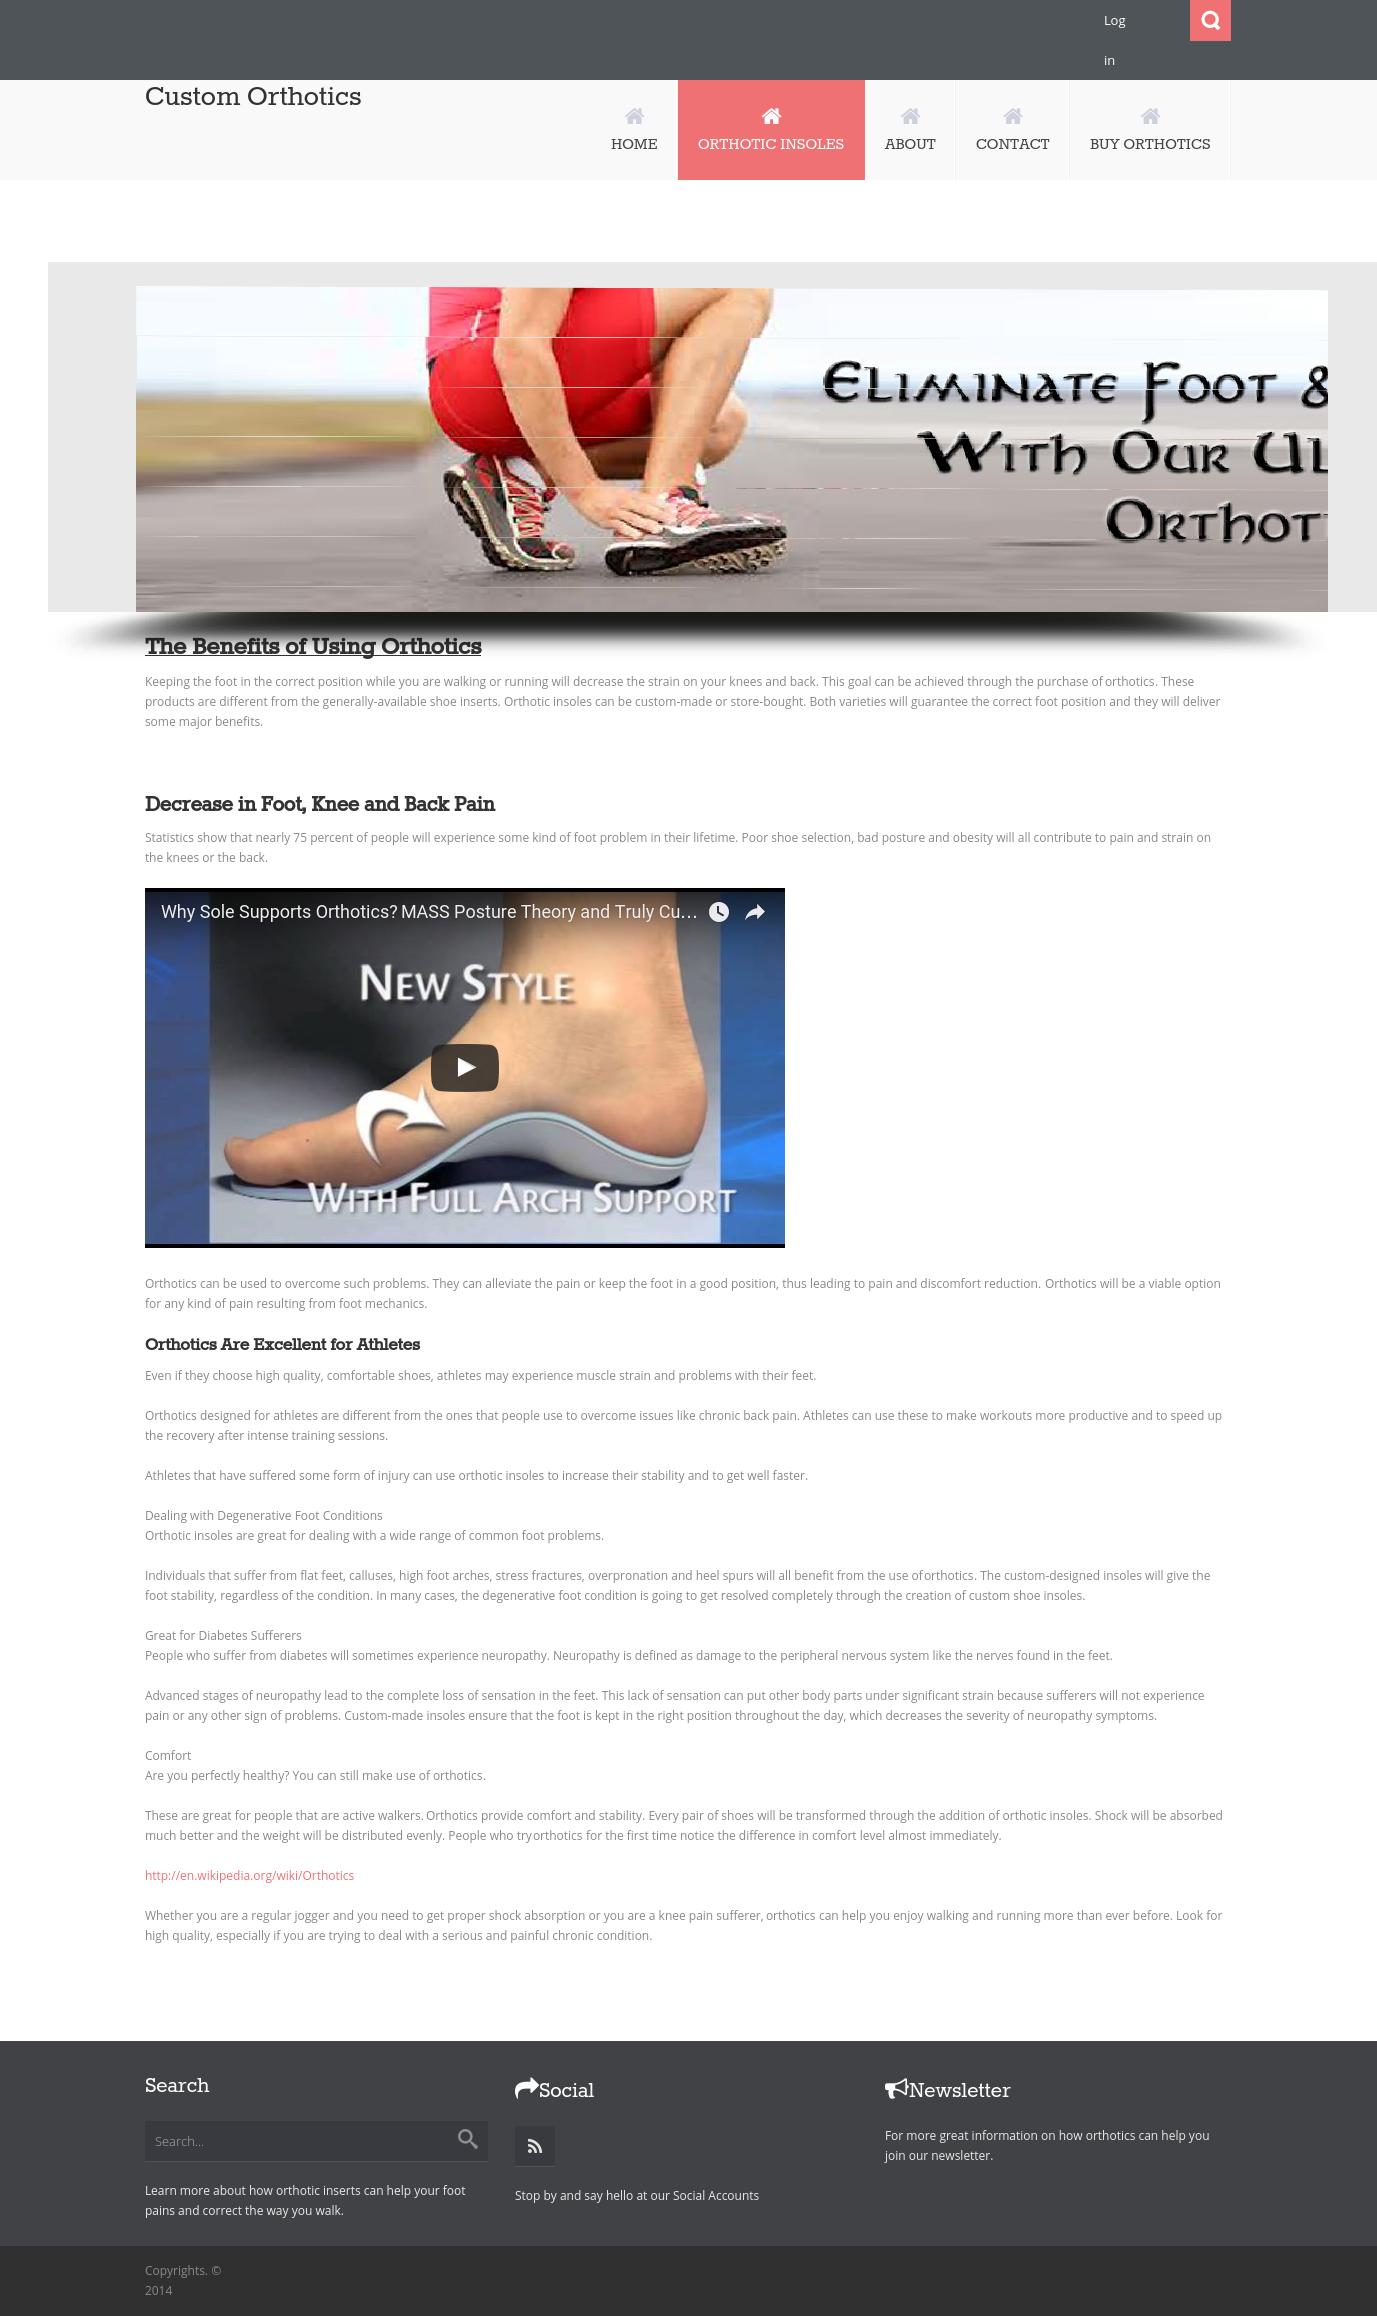 Log
in
Custom Orthotics
HOME
ORTHOTIC INSOLES
ABOUT
CONTACT
BUY ORTHOTICS
Eliminate Foot &
With Our Ul
Orthot
The Benefits of Using Orthotics
Keeping the foot in the correct position while you are walking or running will decrease the strain on your knees and back. This goal can be achieved through the purchase of orthotics. These
products are different from the generally-available shoe inserts. Orthotic insoles can be custom-made or store-bought. Both varieties will guarantee the correct foot position and they will deliver
some major benefits.
Decrease in Foot, Knee and Back Pain
Statistics show that nearly 75 percent of people will experience some kind of foot problem in their lifetime. Poor shoe selection, bad posture and obesity will all contribute to pain and strain on
the knees or the back.
Why Sole Supports Orthotics? MASS Posture Theory and Truly Cu...
New Style
With Full Arch Support
Orthotics can be used to overcome such problems. They can alleviate the pain or keep the foot in a good position, thus leading to pain and discomfort reduction. Orthotics will be a viable option
for any kind of pain resulting from foot mechanics.
Orthotics Are Excellent for Athletes
Even if they choose high quality, comfortable shoes, athletes may experience muscle strain and problems with their feet.
Orthotics designed for athletes are different from the ones that people use to overcome issues like chronic back pain. Athletes can use these to make workouts more productive and to speed up
the recovery after intense training sessions.
Athletes that have suffered some form of injury can use orthotic insoles to increase their stability and to get well faster.
Dealing with Degenerative Foot Conditions
Orthotic insoles are great for dealing with a wide range of common foot problems.
Individuals that suffer from flat feet, calluses, high foot arches, stress fractures, overpronation and heel spurs will all benefit from the use of orthotics. The custom-designed insoles will give the
foot stability, regardless of the condition. In many cases, the degenerative foot condition is going to get resolved completely through the creation of custom shoe insoles.
Great for Diabetes Sufferers
People who suffer from diabetes will sometimes experience neuropathy. Neuropathy is defined as damage to the peripheral nervous system like the nerves found in the feet.
Advanced stages of neuropathy lead to the complete loss of sensation in the feet. This lack of sensation can put other body parts under significant strain because sufferers will not experience
pain or any other sign of problems. Custom-made insoles ensure that the foot is kept in the right position throughout the day, which decreases the severity of neuropathy symptoms.
Comfort
Are you perfectly healthy? You can still make use of orthotics.
These are great for people that are active walkers. Orthotics provide comfort and stability. Every pair of shoes will be transformed through the addition of orthotic insoles. Shock will be absorbed
much better and the weight will be distributed evenly. People who try orthotics for the first time notice the difference in comfort level almost immediately.
http://en.wikipedia.org/wiki/Orthotics
Whether you are a regular jogger and you need to get proper shock absorption or you are a knee pain sufferer, orthotics can help you enjoy walking and running more than ever before. Look for
high quality, especially if you are trying to deal with a serious and painful chronic condition.
Search
Search...
Learn more about how orthotic inserts can help your foot
pains and correct the way you walk.
Social
Stop by and say hello at our Social Accounts
Newsletter
For more great information on how orthotics can help you
join our newsletter.
Copyrights. ©
2014